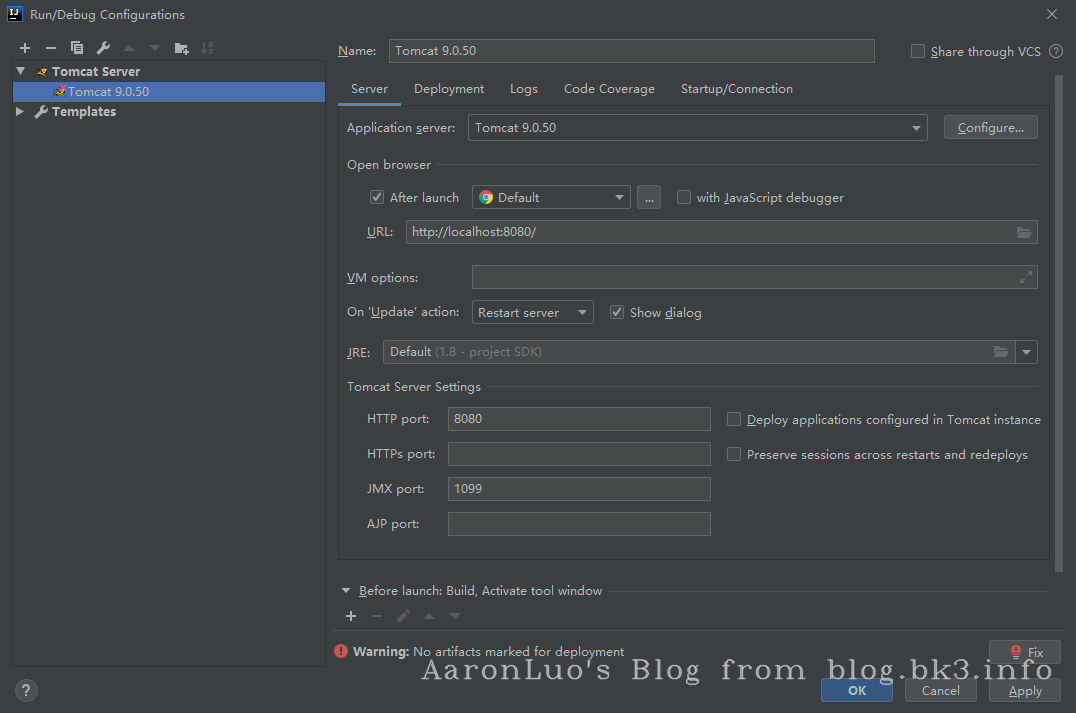 Run/Debug Configurations
Name: Tomcat 9.0.50 Share through VCS ?
Tomcat Server
Tomcat 9.0.50
Templates
Server Deployment Logs Code Coverage Startup/Connection
Application server: Tomcat 9.0.50 Configure...
Open browser
After launch Default ... with JavaScript debugger
URL: http://localhost:8080/
VM options:
On 'Update' action: Restart server Show dialog
JRE: Default (1.8 - project SDK)
Tomcat Server Settings
HTTP port: 8080 Deploy applications configured in Tomcat instance
HTTPs port: Preserve sessions across restarts and redeploys
JMX port: 1099
AJP port:
Before launch: Build, Activate tool window
Warning: No artifacts marked for deployment Fix
AaronLuo's Blog from blog.bk3.info
? OK Cancel Apply